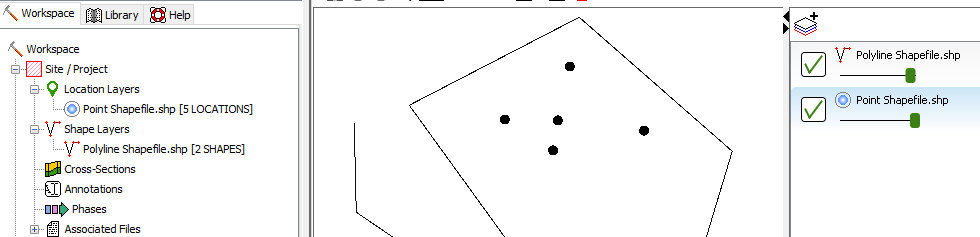 Workspace Library Help
Workspace
Site / Project
Location Layers
Point Shapefile.shp [5 LOCATIONS]
Shape Layers
Polyline Shapefile.shp [2 SHAPES]
Cross-Sections
Annotations
Phases
Associated Files
Polyline Shapefile.shp
Point Shapefile.shp